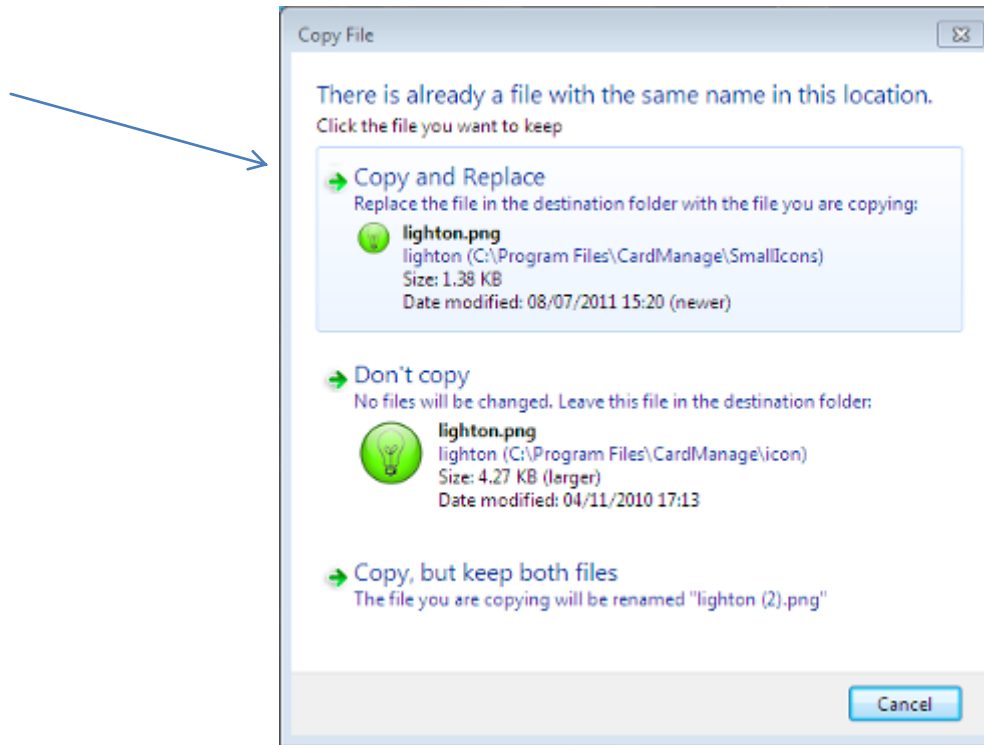 Copy File
There is already a file with the same name in this location.
Click the file you want to keep
Copy and Replace
Replace the file in the destination folder with the file you are copying:
lighton.png
lighton (C:\Program Files\CardManage\SmallIcons)
Size: 1.38 KB
Date modified: 08/07/2011 15:20 (newer)
Don't copy
No files will be changed. Leave this file in the destination folder:
lighton.png
lighton (C:\Program Files\CardManage\icon)
Size: 4.27 KB (larger)
Date modified: 04/11/2010 17:13
Copy, but keep both files
The file you are copying will be renamed "lighton (2).png"
Cancel